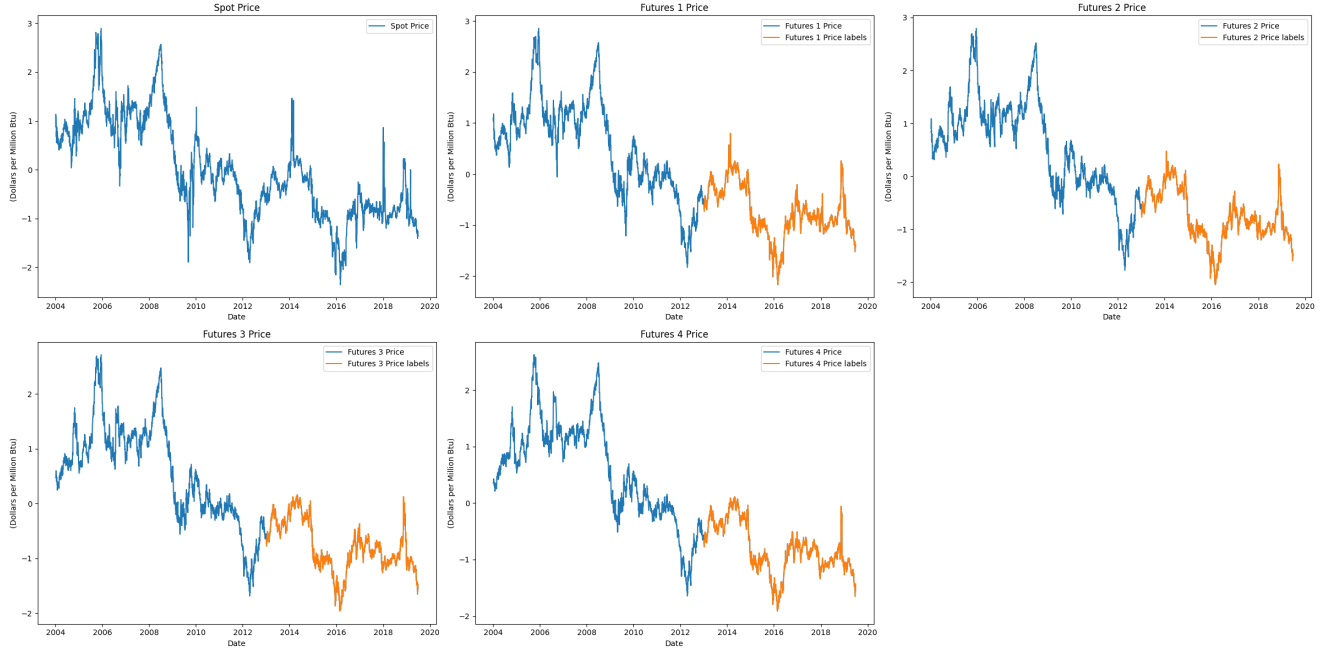 Spot Price
Spot Price
(Dollars per Million Btu)
3
2
1
0
−1
−2
2004 2006 2008 2010 2012 2014 2016 2018 2020
Date
Futures 1 Price
Futures 1 Price
Futures 1 Price labels
(Dollars per Million Btu)
3
2
1
0
−1
−2
2004 2006 2008 2010 2012 2014 2016 2018 2020
Date
Futures 2 Price
Futures 2 Price
Futures 2 Price labels
(Dollars per Million Btu)
3
2
1
0
−1
−2
2004 2006 2008 2010 2012 2014 2016 2018 2020
Date
Futures 3 Price
Futures 3 Price
Futures 3 Price labels
(Dollars per Million Btu)
2
1
0
−1
−2
2004 2006 2008 2010 2012 2014 2016 2018 2020
Date
Futures 4 Price
Futures 4 Price
Futures 4 Price labels
(Dollars per Million Btu)
2
1
0
−1
−2
2004 2006 2008 2010 2012 2014 2016 2018 2020
Date